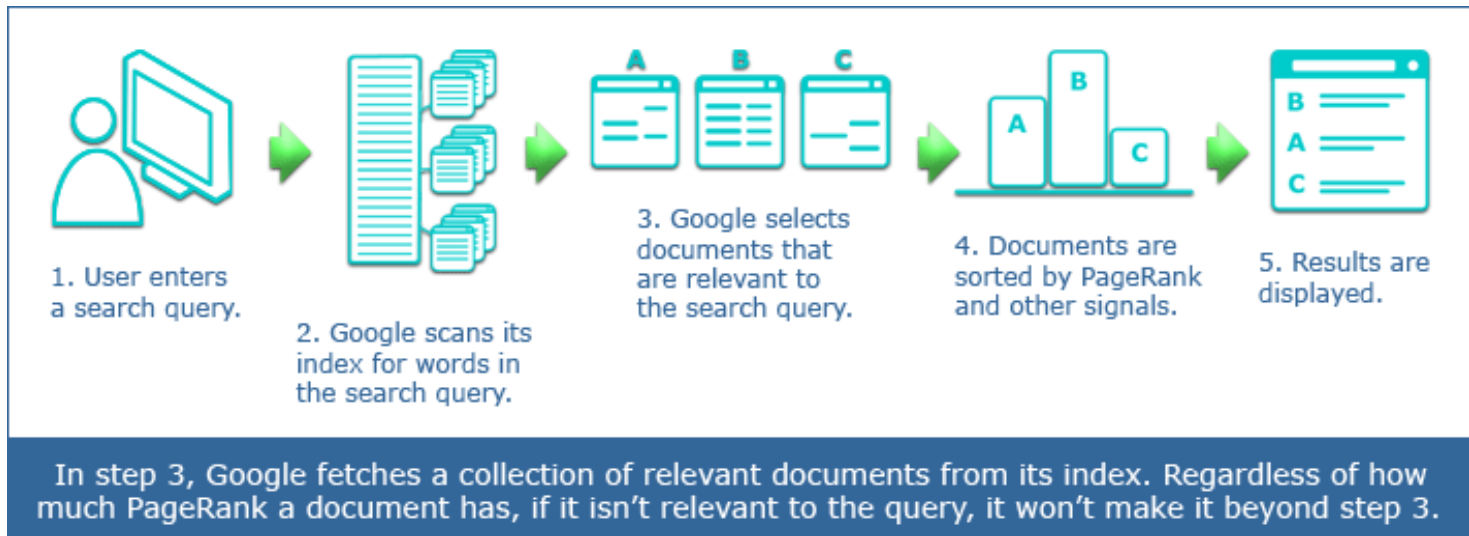 A
B
C
A
B
C
B
A
C
1. User enters
a search query.
2. Google scans its
index for words in
the search query.
3. Google selects
documents that
are relevant to
the search query.
4. Documents are
sorted by PageRank
and other signals.
5. Results are
displayed.
In step 3, Google fetches a collection of relevant documents from its index. Regardless of how
much PageRank a document has, if it isn't relevant to the query, it won't make it beyond step 3.